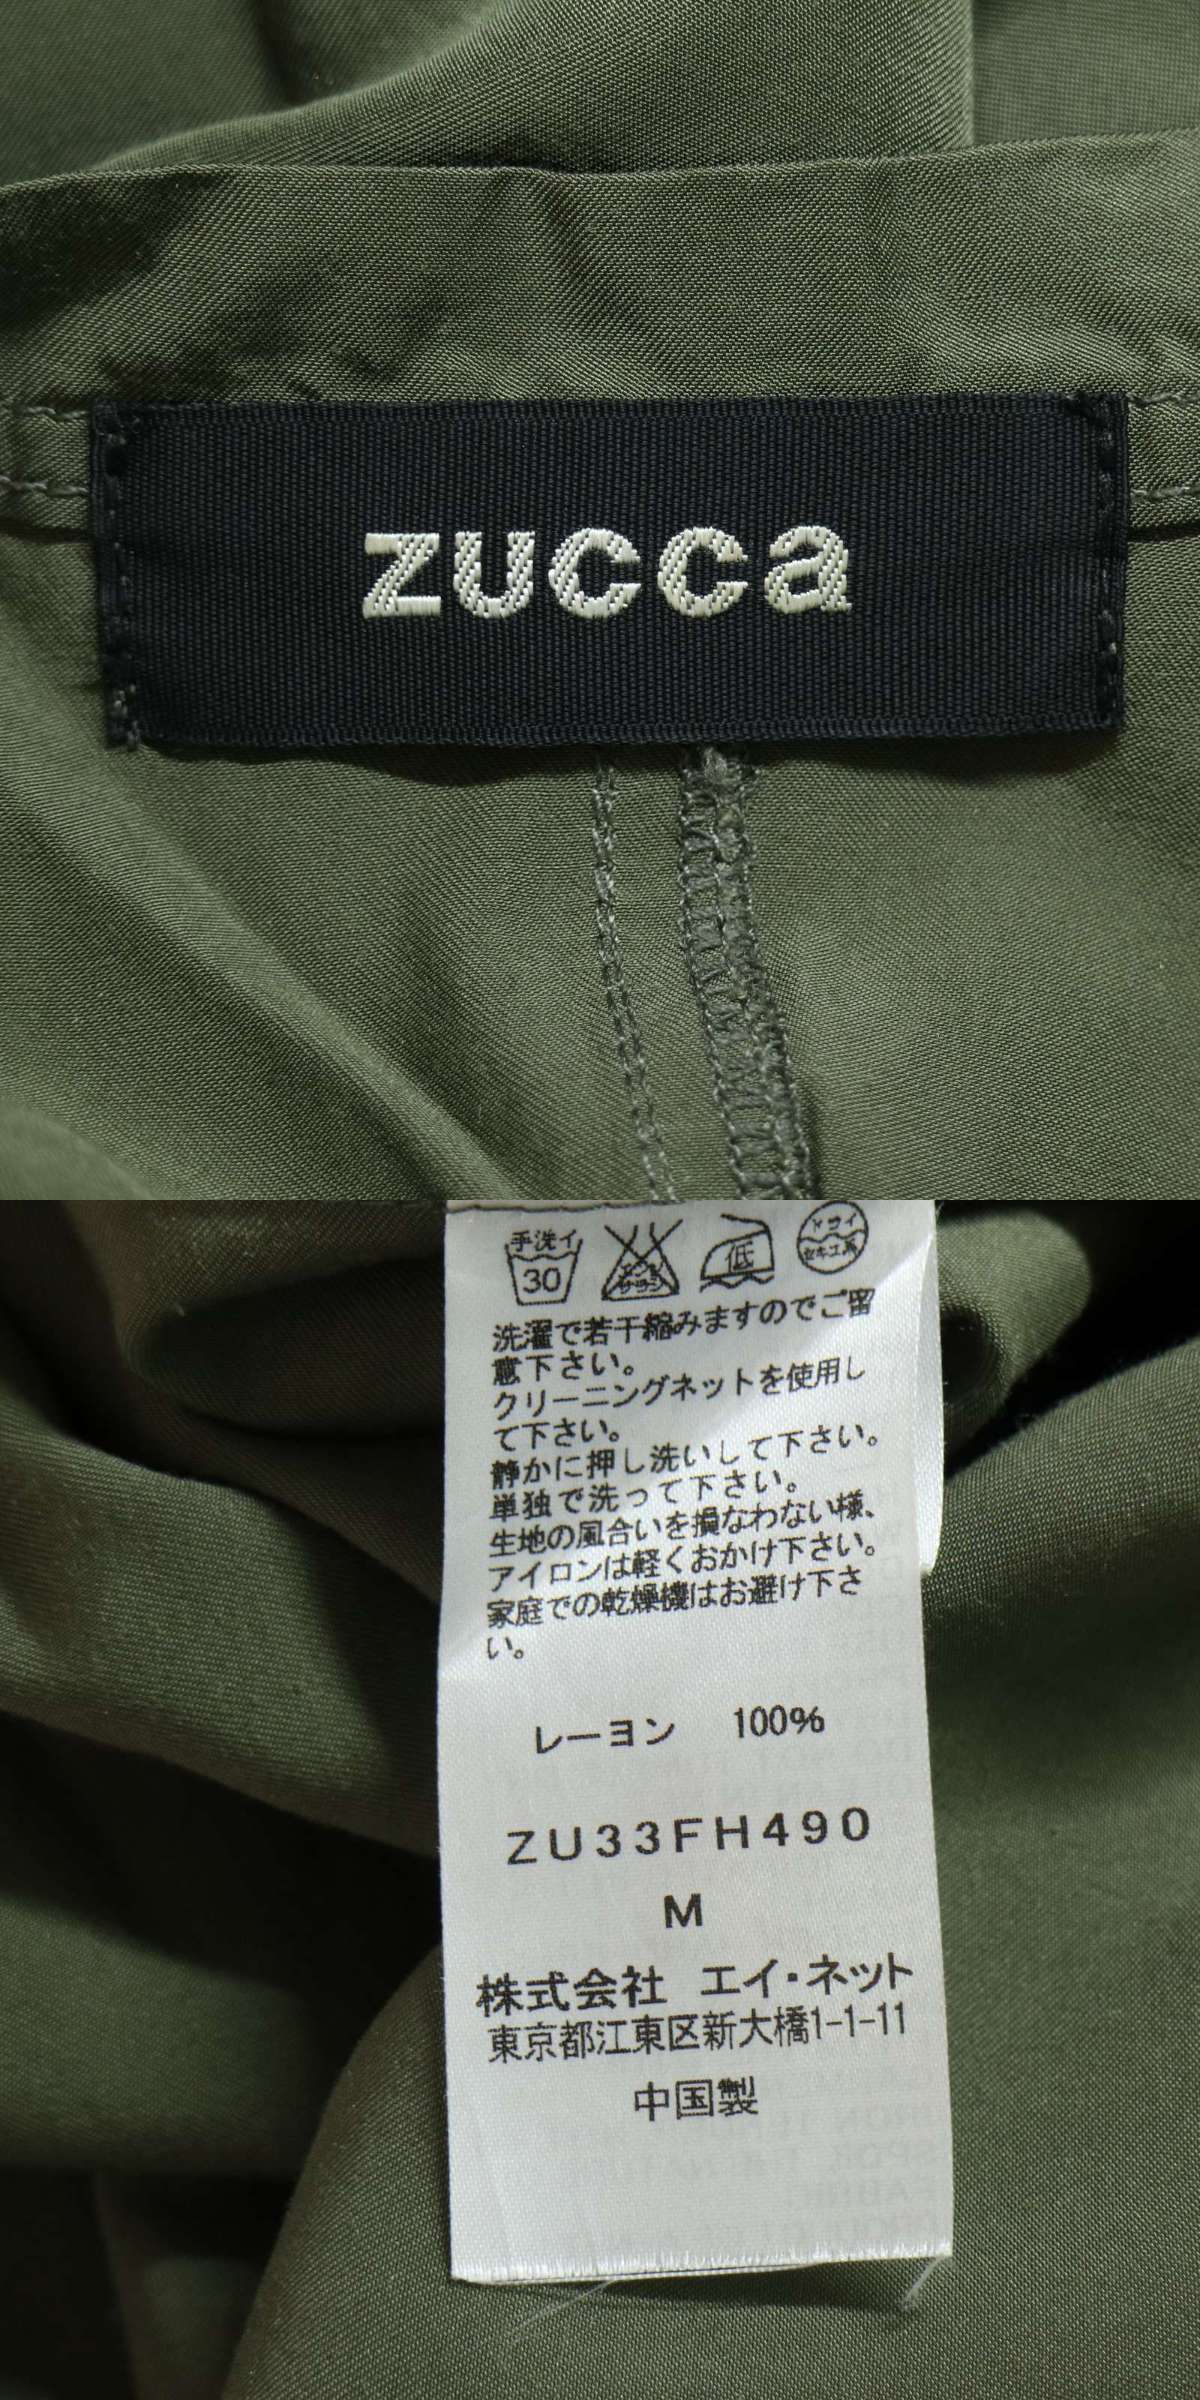 zucca
手洗イ
30
エンソ
サラシ
低
ドライ
セキユ系
洗濯で若干縮みますのでご留
意下さい。
クリーニングネットを使用し
て下さい。
静かに押し洗いして下さい。
単独で洗って下さい。
生地の風合いを損なわない様、
アイロンは軽くおかけ下さい。
家庭での乾燥機はお避け下さ
い。
レーヨン 100%
ZU33FH490
M
株式会社 エイ・ネット
東京都江東区新大橋1-1-11
中国製